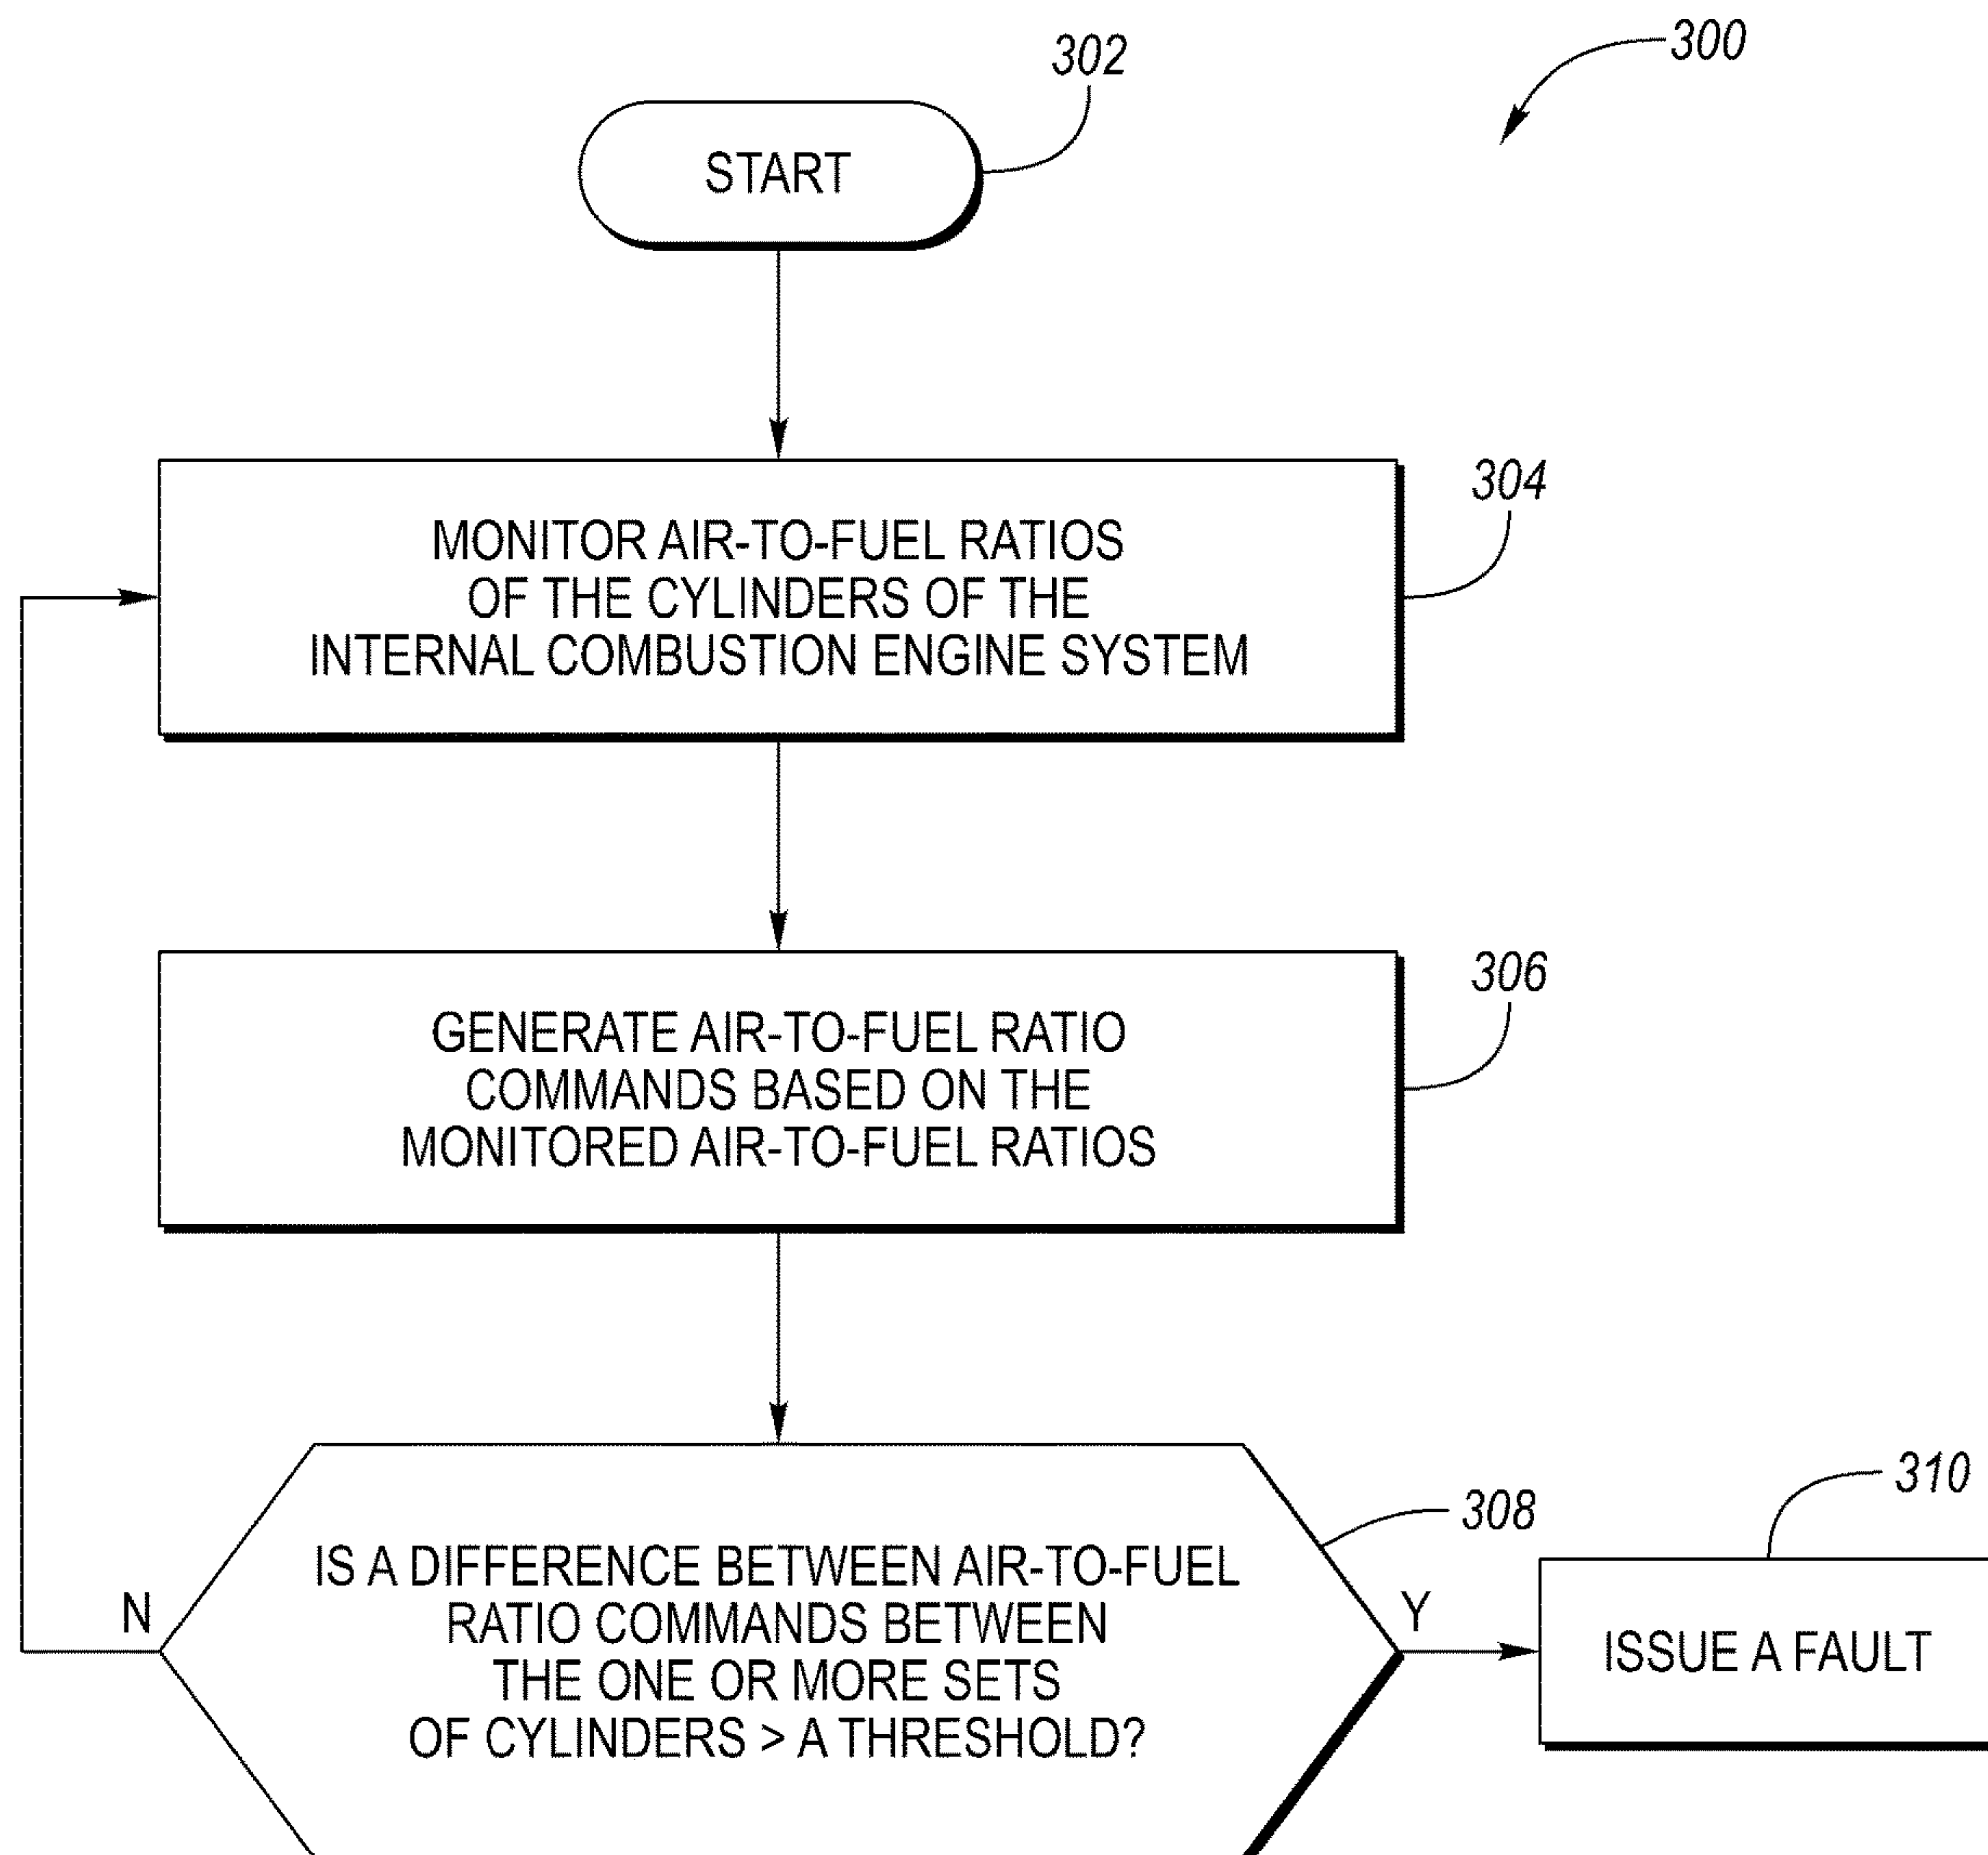 300
302
START
304
MONITOR AIR-TO-FUEL RATIOS
OF THE CYLINDERS OF THE
INTERNAL COMBUSTION ENGINE SYSTEM
306
GENERATE AIR-TO-FUEL RATIO
COMMANDS BASED ON THE
MONITORED AIR-TO-FUEL RATIOS
308
IS A DIFFERENCE BETWEEN AIR-TO-FUEL
RATIO COMMANDS BETWEEN
THE ONE OR MORE SETS
OF CYLINDERS > A THRESHOLD?
N
Y
310
ISSUE A FAULT